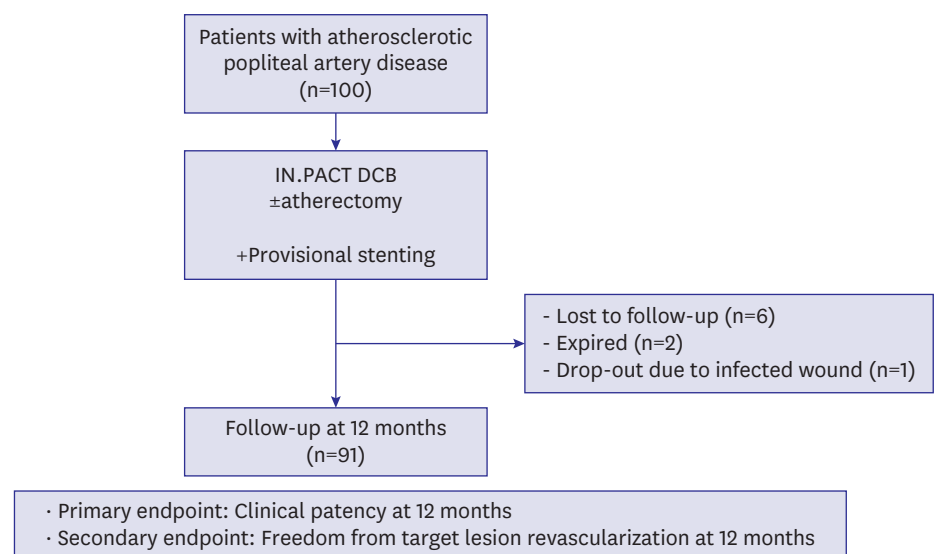 Patients with atherosclerotic
popliteal artery disease
(n=100)
IN.PACT DCB
±atherectomy
+Provisional stenting
- Lost to follow-up (n=6)
- Expired (n=2)
- Drop-out due to infected wound (n=1)
Follow-up at 12 months
(n=91)
· Primary endpoint: Clinical patency at 12 months
· Secondary endpoint: Freedom from target lesion revascularization at 12 months